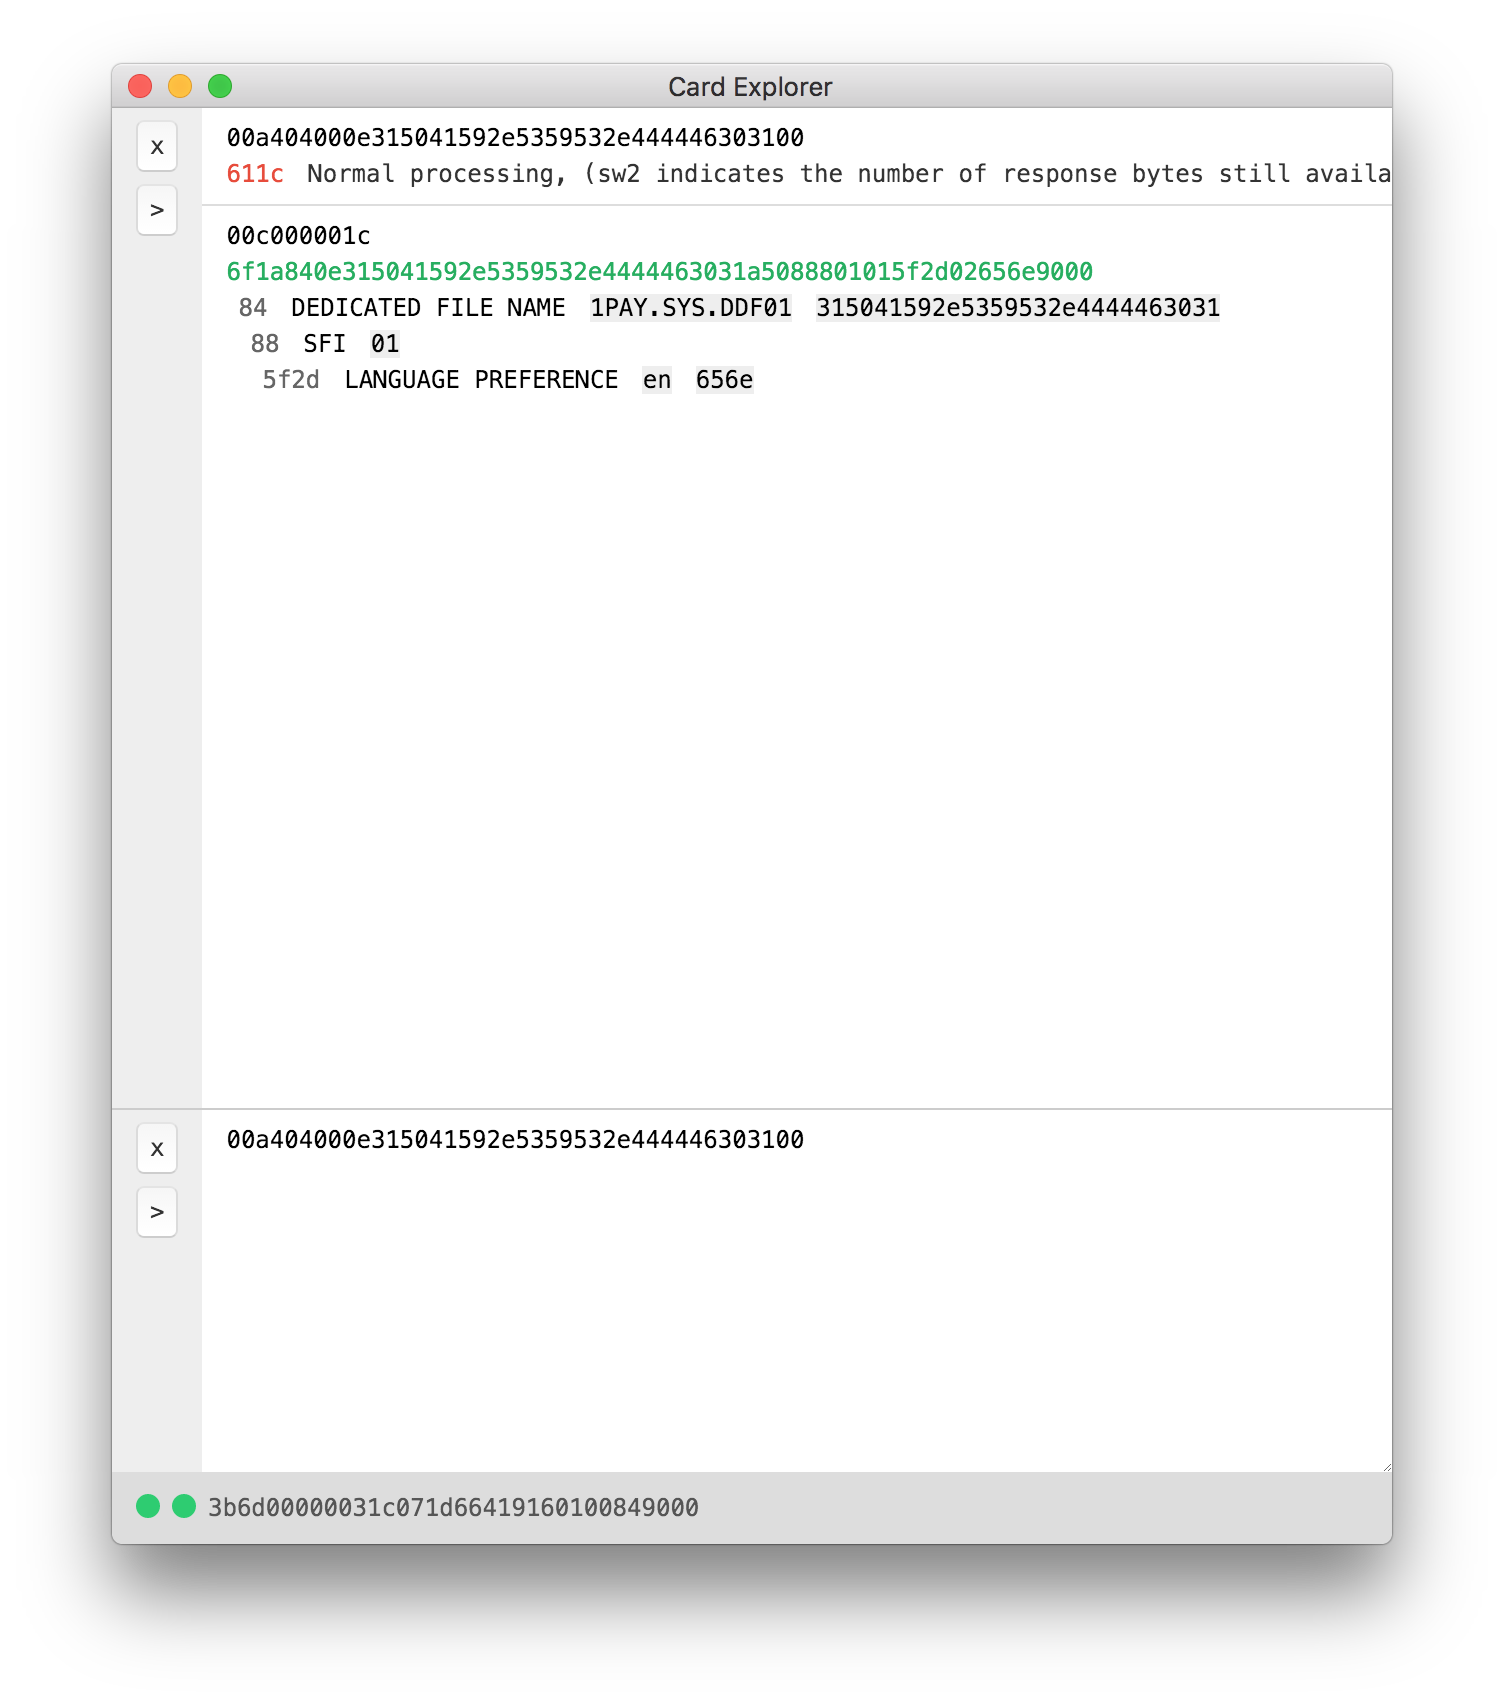 Card Explorer
x
00a404000e315041592e5359532e444446303100
611c Normal processing, (sw2 indicates the number of response bytes still availa
>
00c000001c
6f1a840e315041592e5359532e4444463031a5088801015f2d02656e9000
84 DEDICATED FILE NAME 1PAY.SYS.DDF01 315041592e5359532e4444463031
88 SFI 01
5f2d LANGUAGE PREFERENCE en 656e
x
00a404000e315041592e5359532e444446303100
>
3b6d00000031c071d66419160100849000